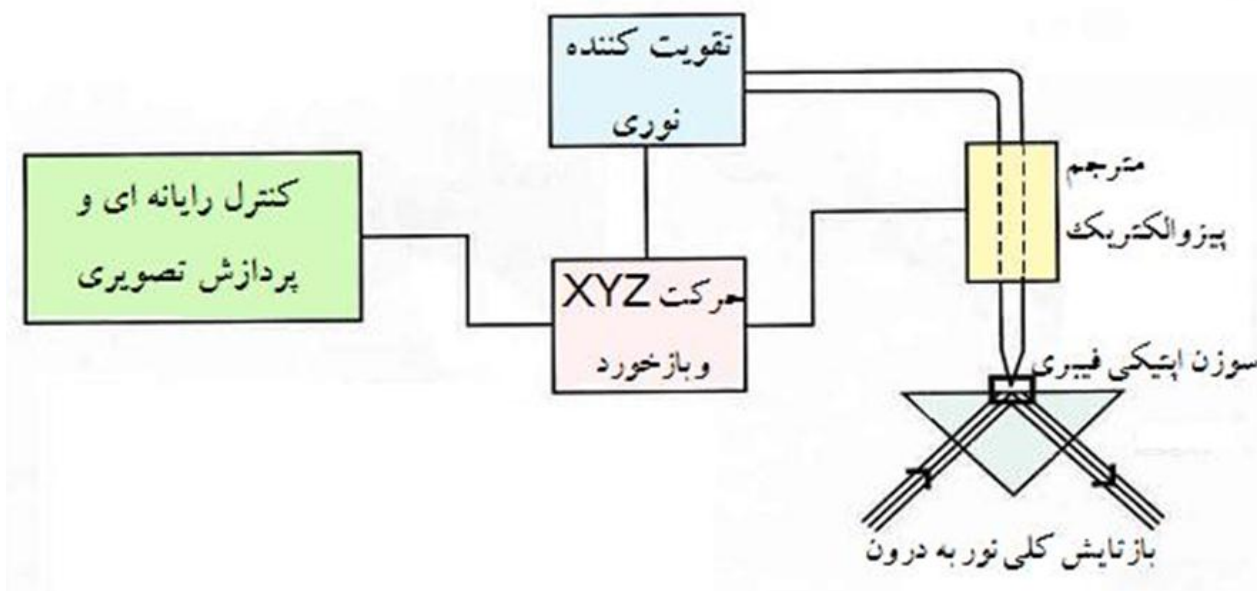 تقویت کننده
نوری
مترجم
پیزوالکتریک
کنترل رایانه ای و
پردازش تصویری
حرکت XYZ
وبازخورد
سوزن اپتیکی فیبری
بازتابش کلی نور به درون